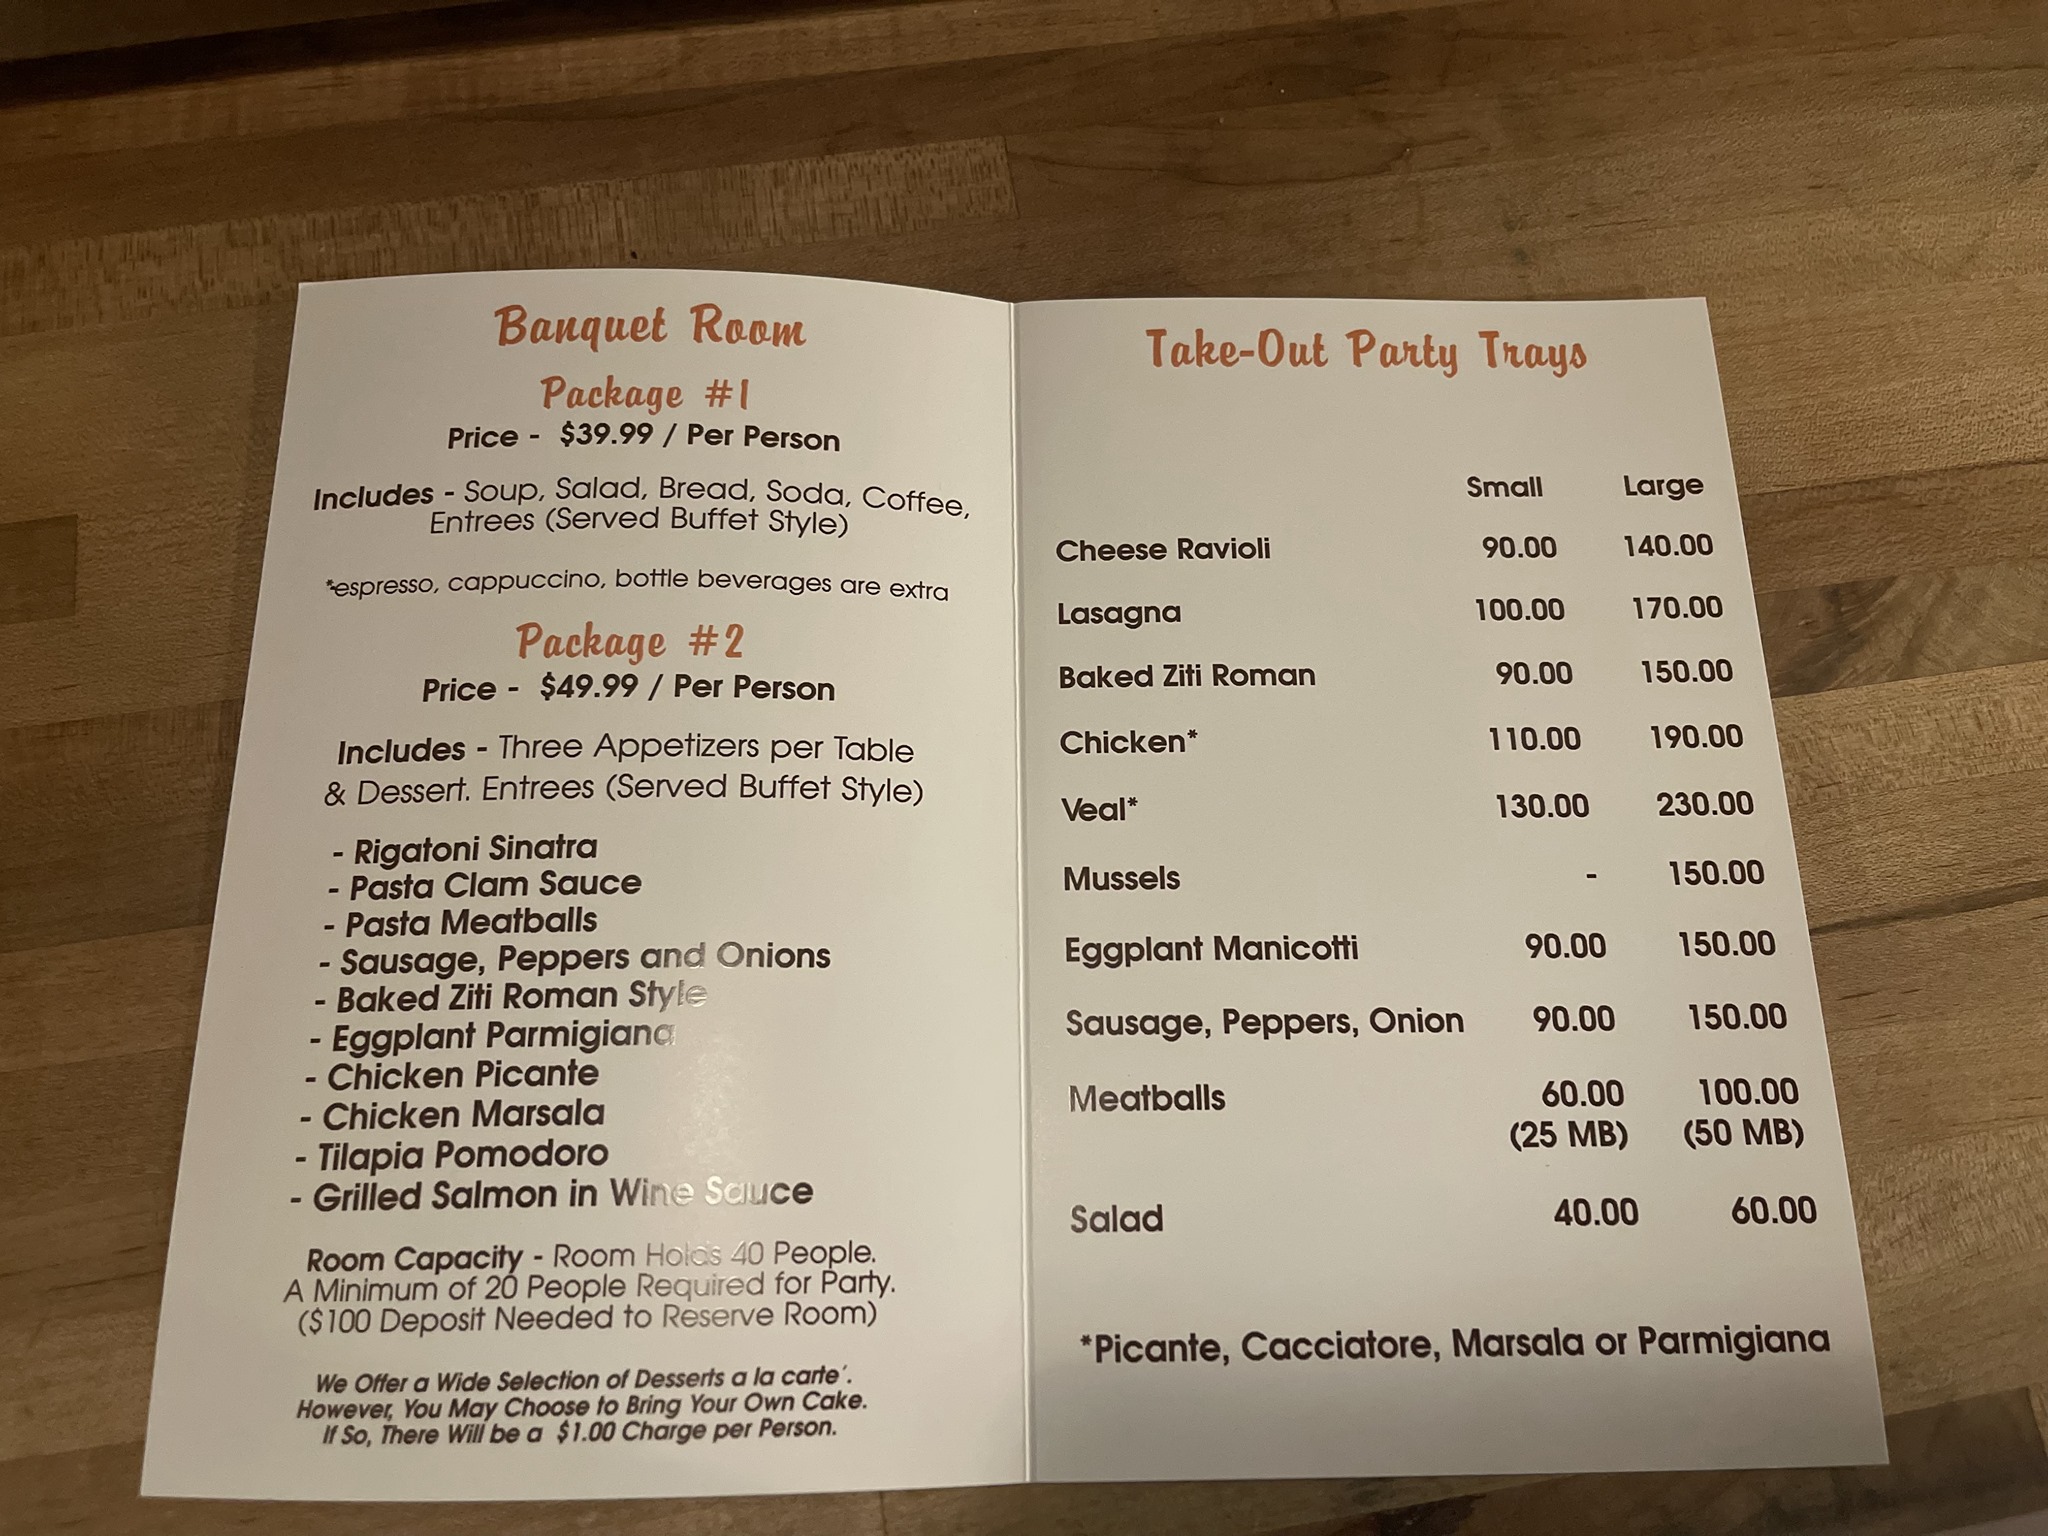 Banquet Room
Package #1
Price - $39.99 / Per Person
Includes - Soup, Salad, Bread, Soda, Coffee,
Entrees (Served Buffet Style)
*espresso, cappuccino, bottle beverages are extra
Package #2
Price - $49.99 / Per Person
Includes - Three Appetizers per Table
& Dessert. Entrees (Served Buffet Style)
- Rigatoni Sinatra
- Pasta Clam Sauce
- Pasta Meatballs
- Sausage, Peppers and Onions
- Baked Ziti Roman Style
- Eggplant Parmigiana
- Chicken Picante
- Chicken Marsala
- Tilapia Pomodoro
- Grilled Salmon in Wine Sauce
Room Capacity - Room Holds 40 People.
A Minimum of 20 People Required for Party.
($100 Deposit Needed to Reserve Room)
We Offer a Wide Selection of Desserts a la carte´.
However, You May Choose to Bring Your Own Cake.
If So, There Will be a $1.00 Charge per Person.
Take-Out Party Trays
Small Large
Cheese Ravioli 90.00 140.00
Lasagna 100.00 170.00
Baked Ziti Roman 90.00 150.00
Chicken* 110.00 190.00
Veal* 130.00 230.00
Mussels - 150.00
Eggplant Manicotti 90.00 150.00
Sausage, Peppers, Onion 90.00 150.00
Meatballs 60.00 100.00
(25 MB) (50 MB)
Salad 40.00 60.00
*Picante, Cacciatore, Marsala or Parmigiana